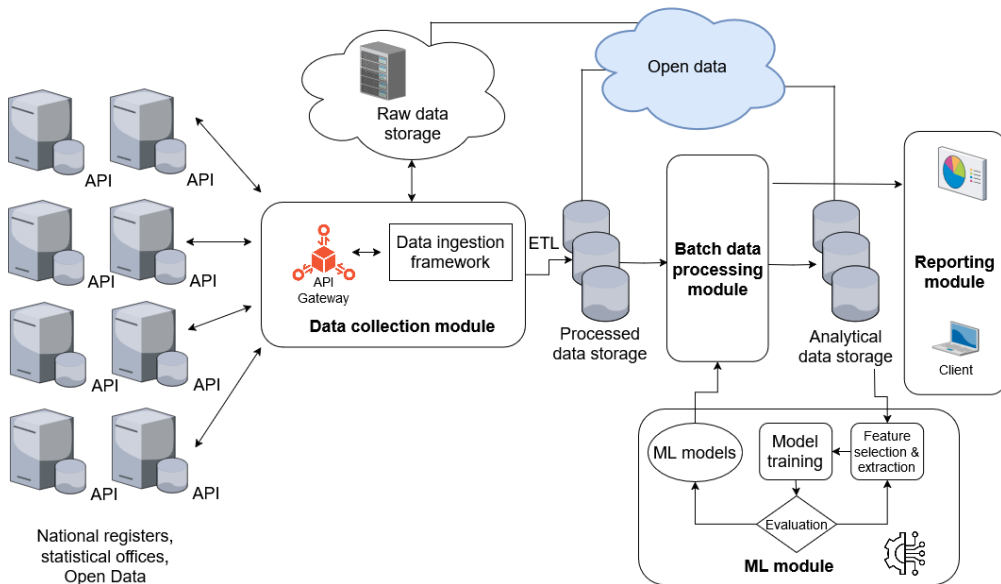 Raw data
storage
Open data
API
API
API
API
API
API
API
API
National registers,
statistical offices,
Open Data
API
Gateway
Data ingestion
framework
Data collection module
ETL
Processed
data storage
Batch data
processing
module
Analytical
data storage
Reporting
module
Client
ML models
Model
training
Feature
selection &
extraction
Evaluation
ML module